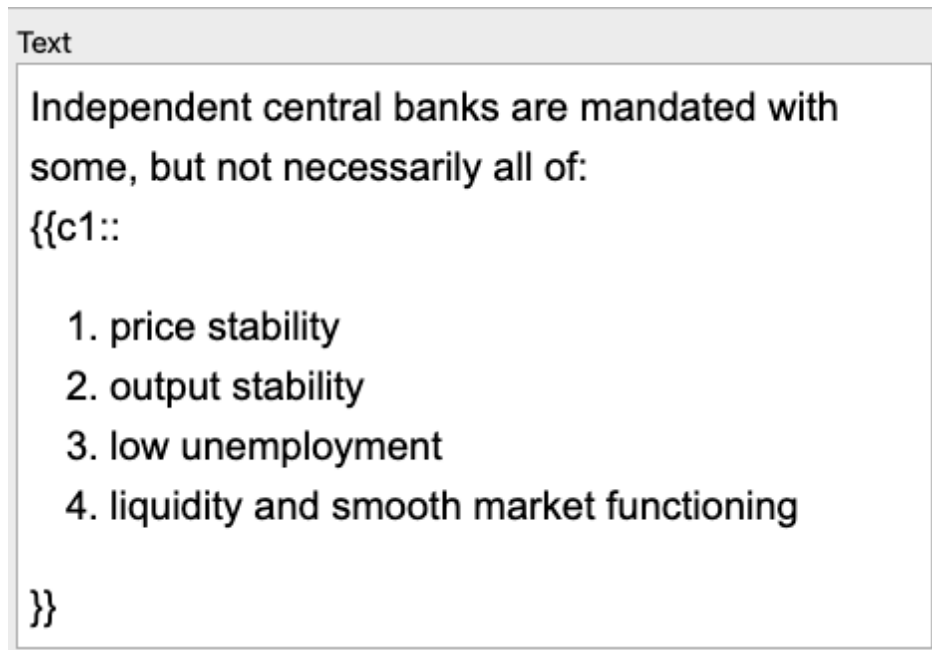 Text
Independent central banks are mandated with
some, but not necessarily all of:
{{c1::
1. price stability
2. output stability
3. low unemployment
4. liquidity and smooth market functioning
}}